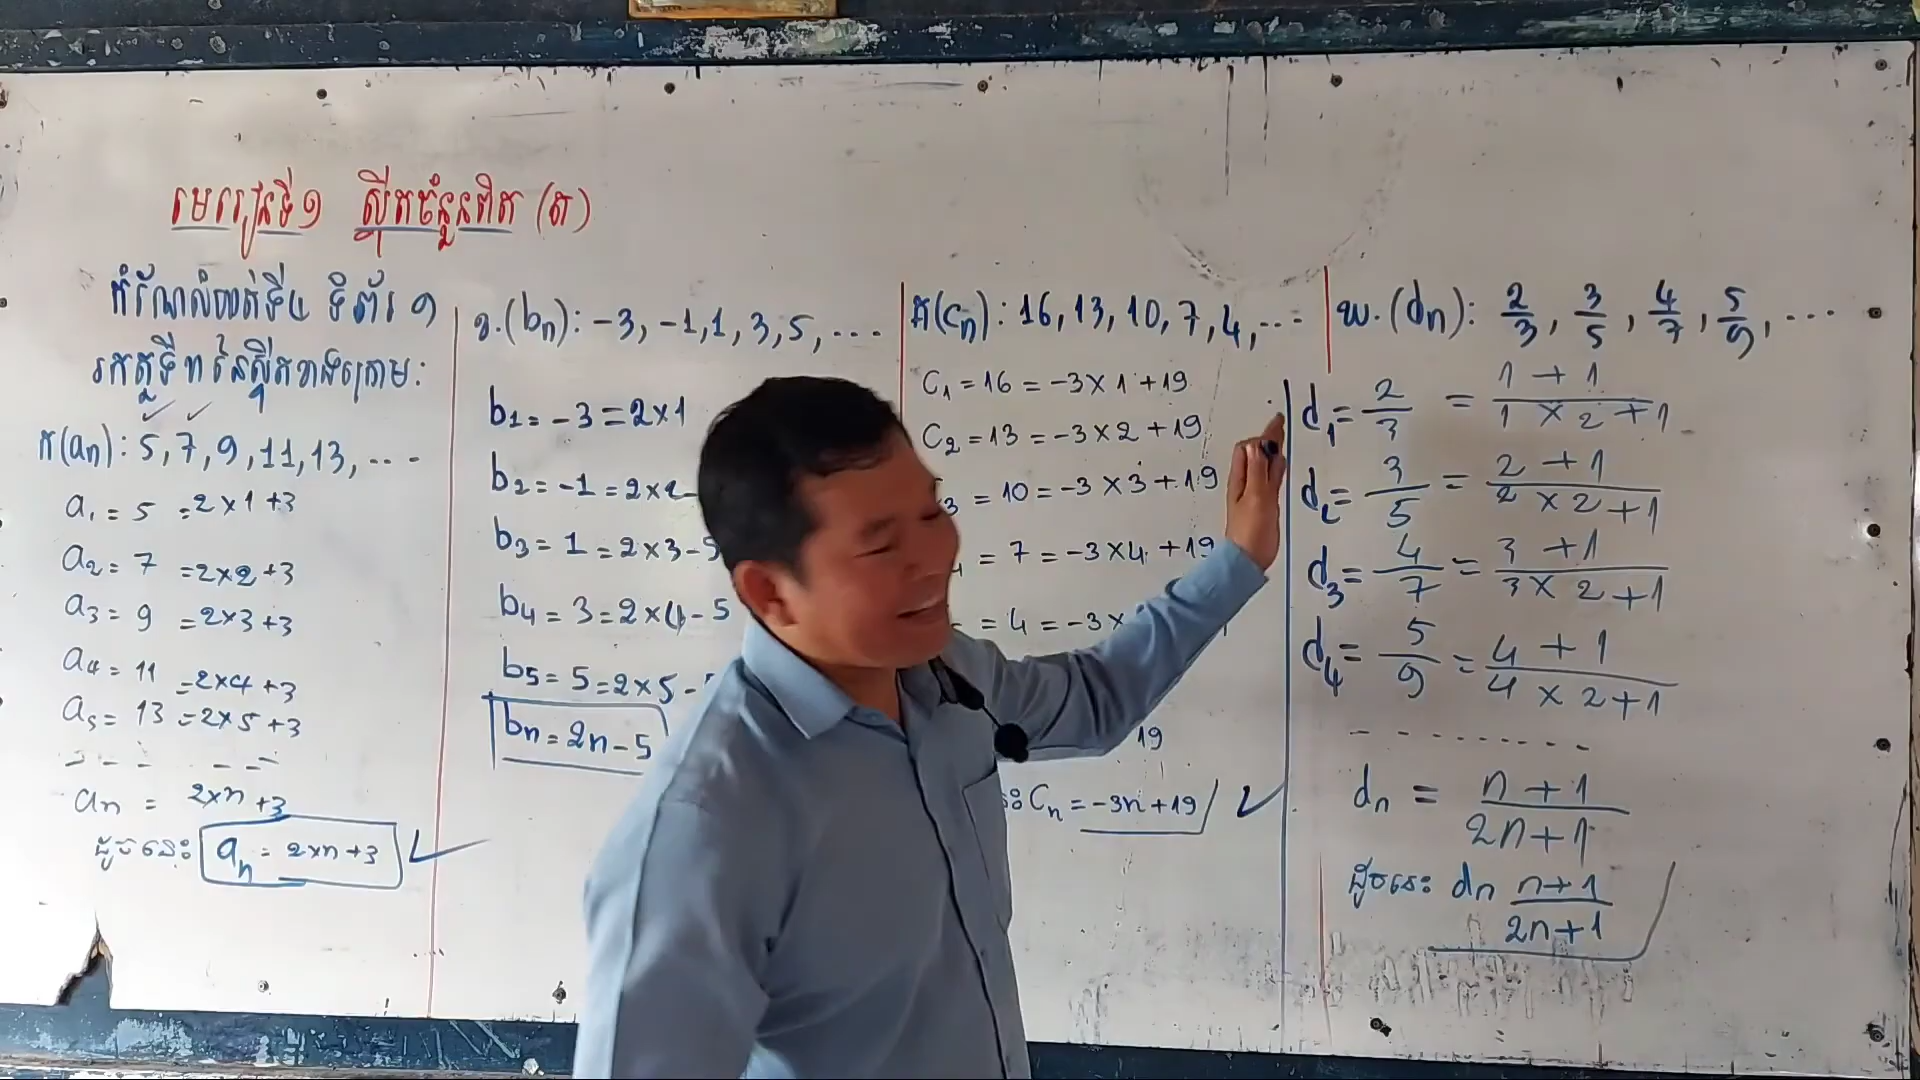 មេរៀនទី១ ស្វ៊ីតចំនួនពិត (ត)
កំណែលំហាត់ទី៤ ទំព័រ ១
រកតួទី n នៃស្វ៊ីតខាងក្រោម:
ក(an): 5, 7, 9, 11, 13, ...
a₁ = 5 = 2×1+3
a₂ = 7 = 2×2+3
a₃ = 9 = 2×3+3
a₄ = 11 = 2×4+3
a₅ = 13 = 2×5+3
- - - - -
an = 2×n+3
ដូចនេះ: an = 2×n+3 ✓
ខ.(bn): -3, -1, 1, 3, 5, ...
b₁ = -3 = 2×1
b₂ = -1 = 2×2-
b₃ = 1 = 2×3-5
b₄ = 3 = 2×4-5
b₅ = 5 = 2×5-
bn = 2n-5
គ(cn): 16, 13, 10, 7, 4, ...
C₁ = 16 = -3×1+19
C₂ = 13 = -3×2+19
₃ = 10 = -3×3+19
= 7 = -3×4+19
= 4 = -3×
19
Cn = -3n+19 ✓
ឃ.(dn): 2/3, 3/5, 4/7, 5/9, ...
d₁ = 2/3 = 1+1/1×2+1
d₂ = 3/5 = 2+1/2×2+1
d₃ = 4/7 = 3+1/3×2+1
d₄ = 5/9 = 4+1/4×2+1
- - - - - - - -
dn = n+1/2n+1
ដូចនេះ: dn n+1/2n+1